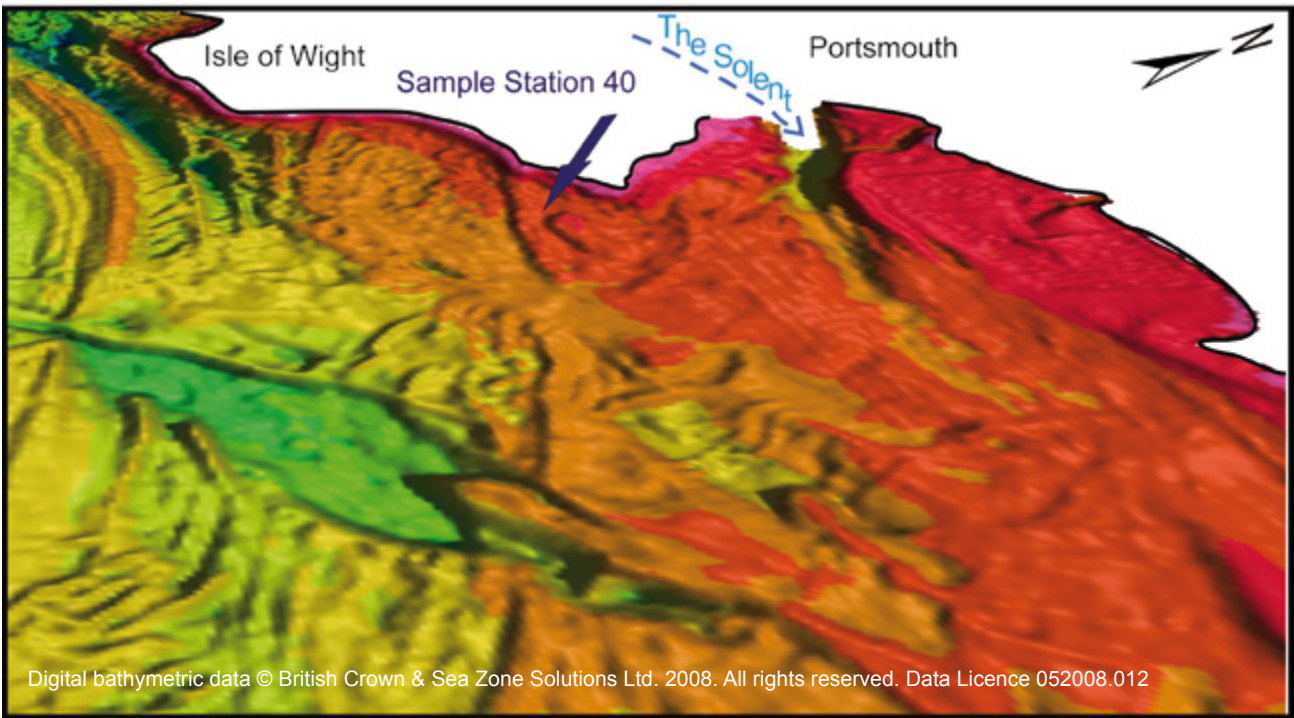 The Solent
Portsmouth
Isle of Wight
Sample Station 40
N
Digital bathymetric data © British Crown & Sea Zone Solutions Ltd. 2008. All rights reserved. Data Licence 052008.012